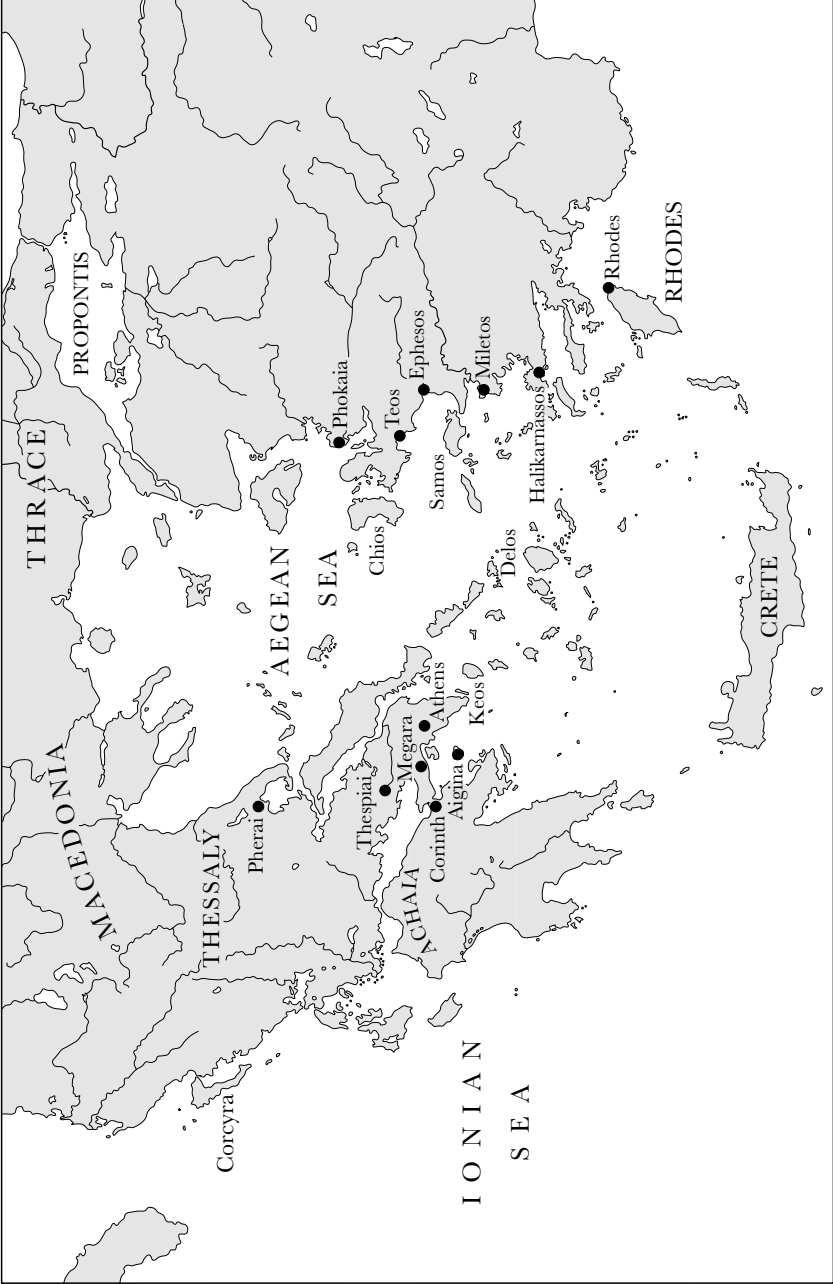 THRACE
PROPONTIS
MACEDONIA
THESSALY
Pherai
AEGEAN
SEA
Phokaia
Teos
Ephesos
Chios
Samos
Miletos
Halikarnassos
Rhodes
RHODES
Corcyra
Thespiai
Megara
Athens
ACHAIA
Corinth
Aigina
Keos
Delos
IONIAN
SEA
CRETE